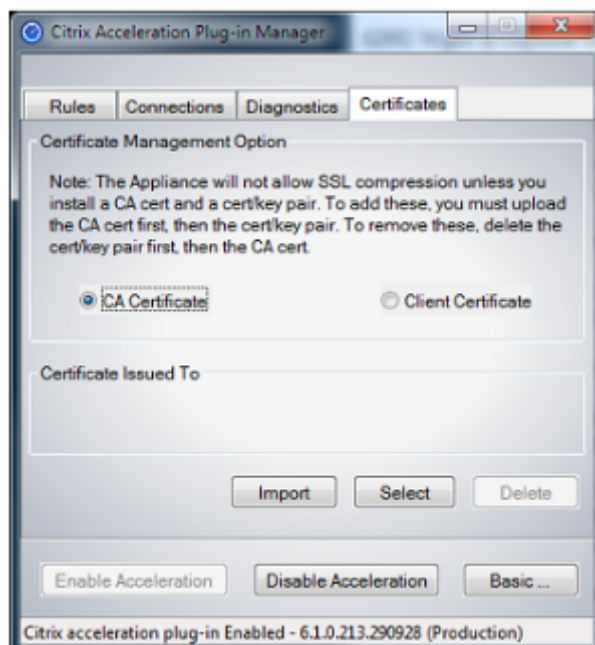 Citrix Acceleration Plug-in Manager
Rules Connections Diagnostics Certificates
Certificate Management Option
Note: The Appliance will not allow SSL compression unless you
install a CA cert and a cert/key pair. To add these, you must upload
the CA cert first, then the cert/key pair. To remove these, delete the
cert/key pair first, then the CA cert.
CA Certificate Client Certificate
Certificate Issued To
Import Select Delete
Enable Acceleration Disable Acceleration Basic ...
Citrix acceleration plug-in Enabled - 6.1.0.213.290928 (Production)